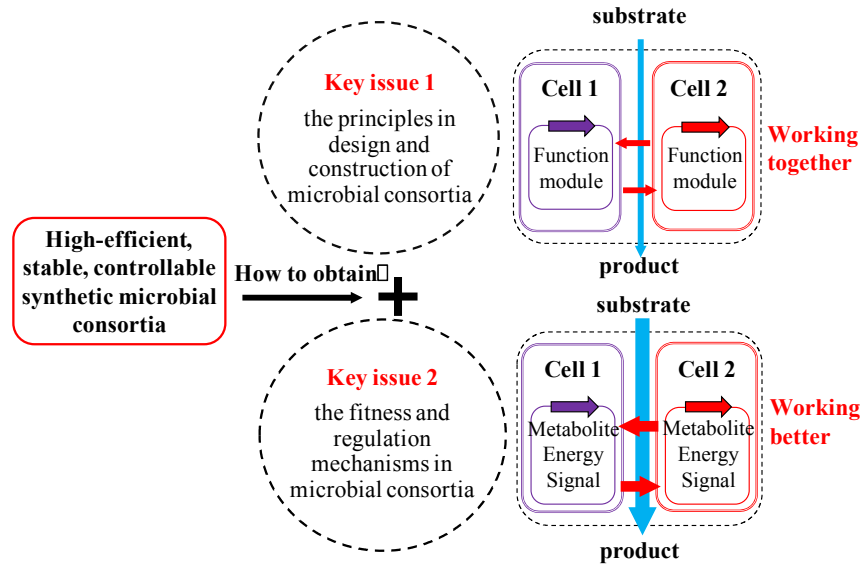 High-efficient,
stable, controllable
synthetic microbial
consortia
How to obtain
Key issue 1
the principles in
design and
construction of
microbial consortia
+
Key issue 2
the fitness and
regulation
mechanisms in
microbial consortia
substrate
Cell 1
Function
module
Cell 2
Function
module
product
Working
together
substrate
Cell 1
Metabolite
Energy
Signal
Cell 2
Metabolite
Energy
Signal
product
Working
better